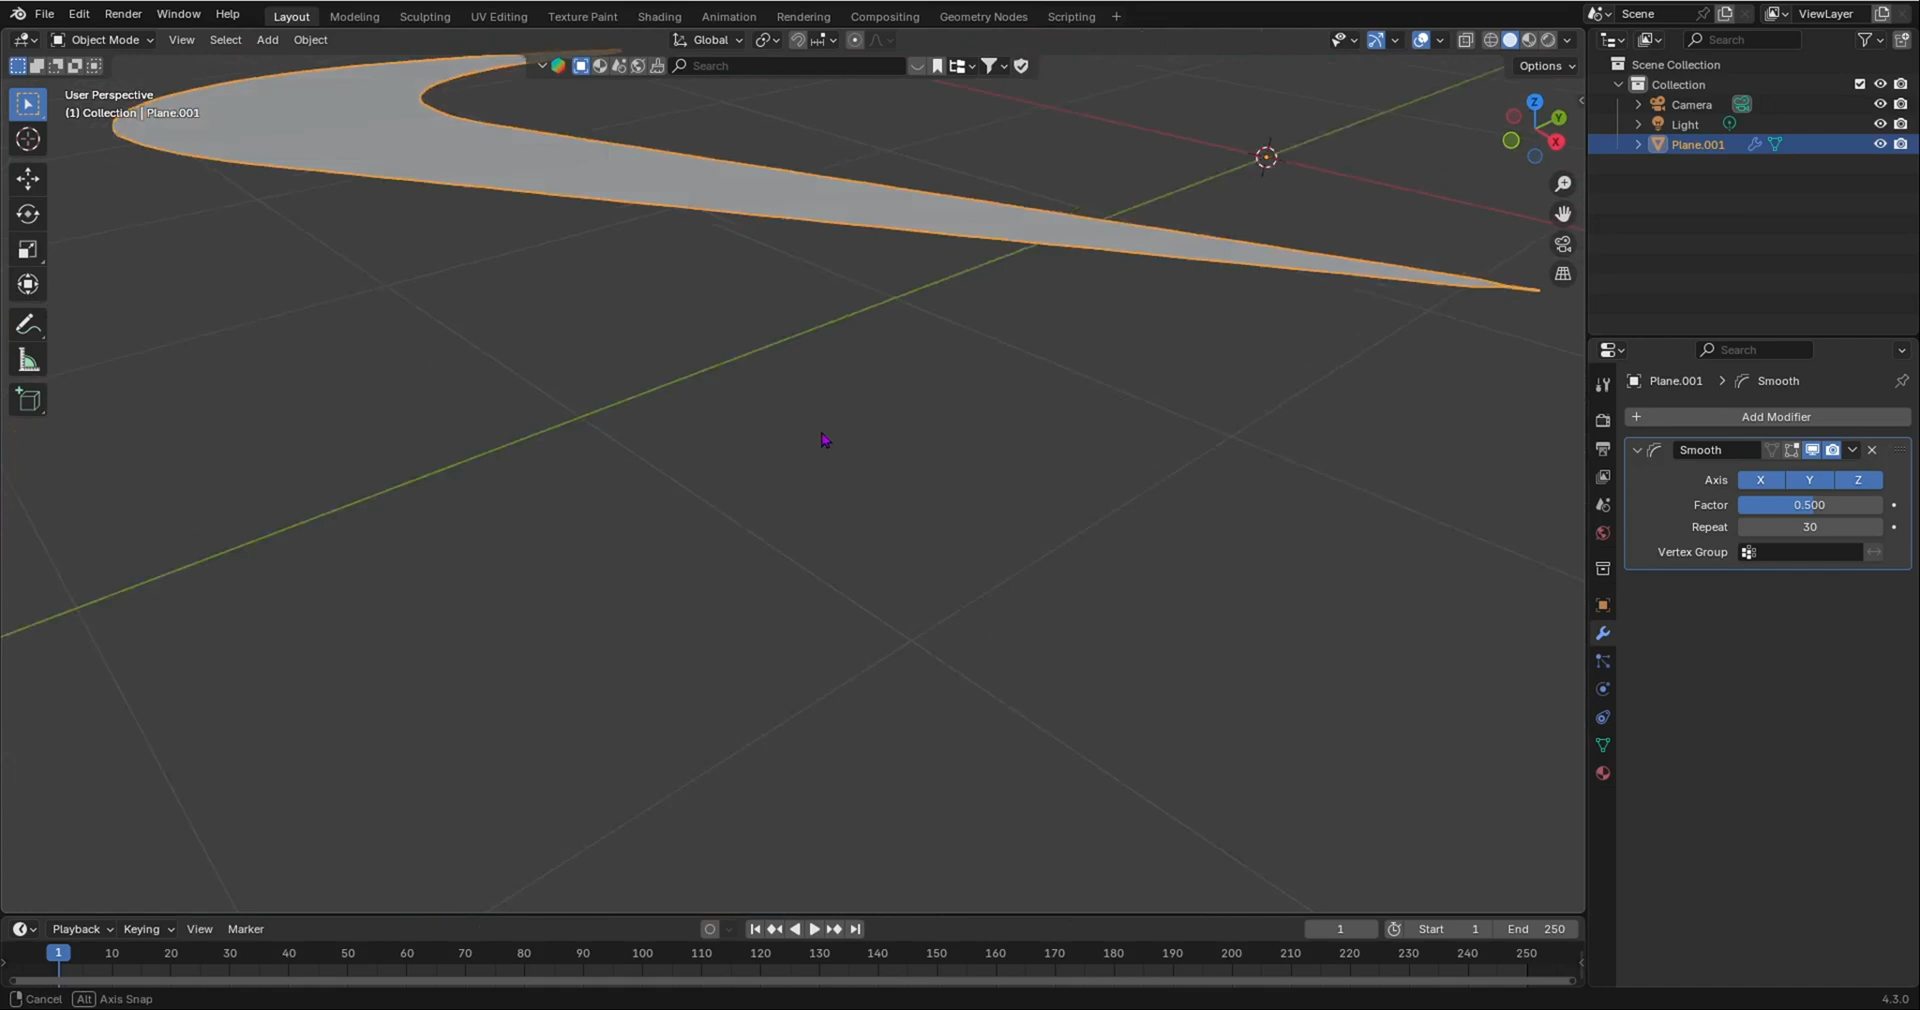 File Edit Render Window Help Layout Modeling Sculpting UV Editing Texture Paint Shading Animation Rendering Compositing Geometry Nodes Scripting + Scene ViewLayer
Object Mode View Select Add Object Global Search
Search Options
User Perspective
(1) Collection | Plane.001
Z
Y
X
Scene Collection
Collection
Camera
Light
Plane.001
Search
Plane.001 > Smooth
+ Add Modifier
Smooth
Axis X Y Z
Factor 0.500
Repeat 30
Vertex Group
Playback Keying View Marker 1 Start 1 End 250
1 10 20 30 40 50 60 70 80 90 100 110 120 130 140 150 160 170 180 190 200 210 220 230 240 250
Cancel Alt Axis Snap 4.3.0